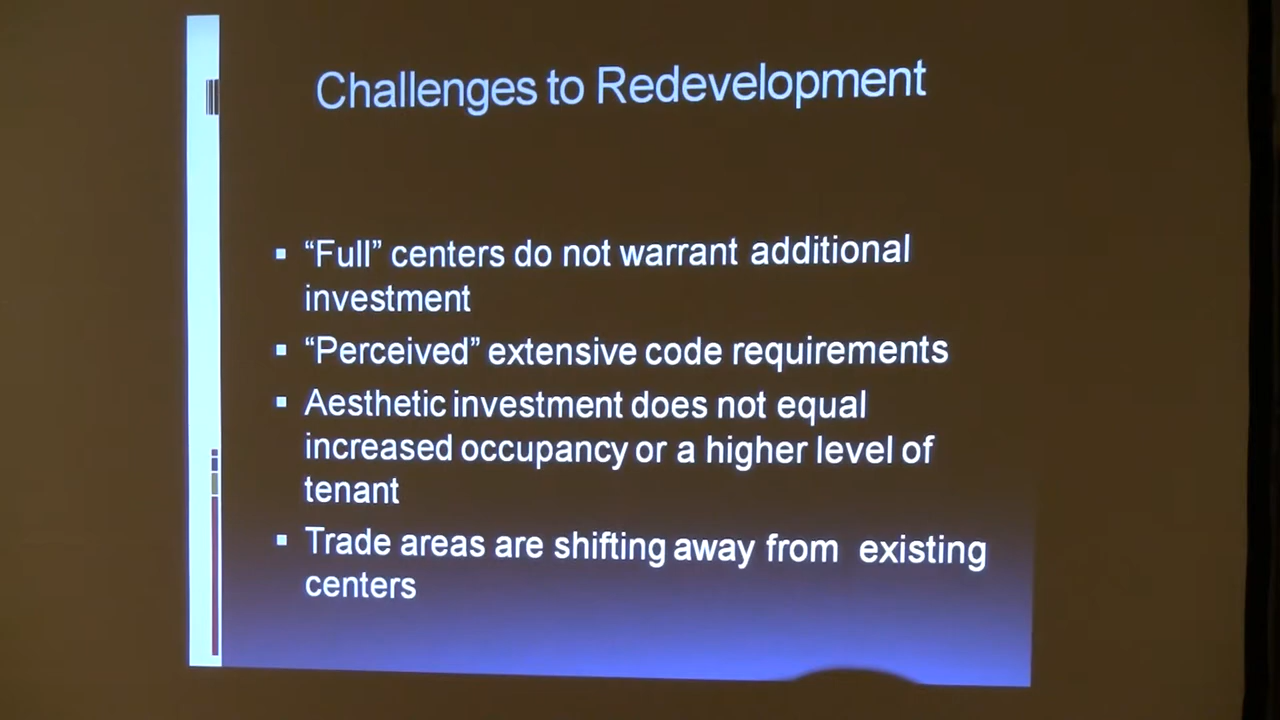 Challenges to Redevelopment
▪ “Full” centers do not warrant additional
investment
▪ “Perceived” extensive code requirements
▪ Aesthetic investment does not equal
increased occupancy or a higher level of
tenant
▪ Trade areas are shifting away from existing
centers